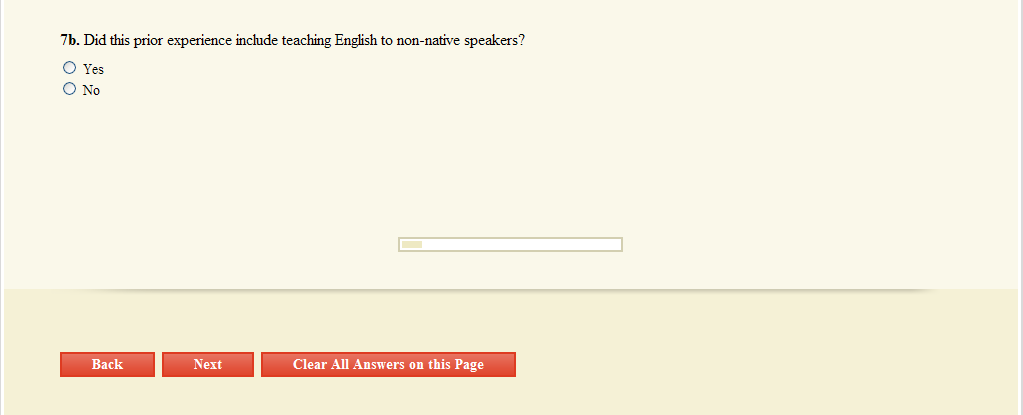 7b. Did this prior experience include teaching English to non-native speakers?
Yes
No
Back Next Clear All Answers on this Page